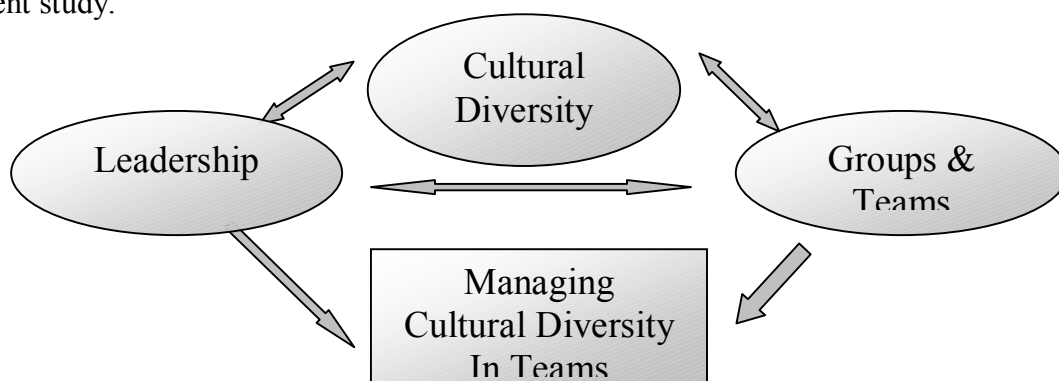 ent study.
Cultural
Diversity
Leadership
Groups &
Teams
Managing
Cultural Diversity
In Teams